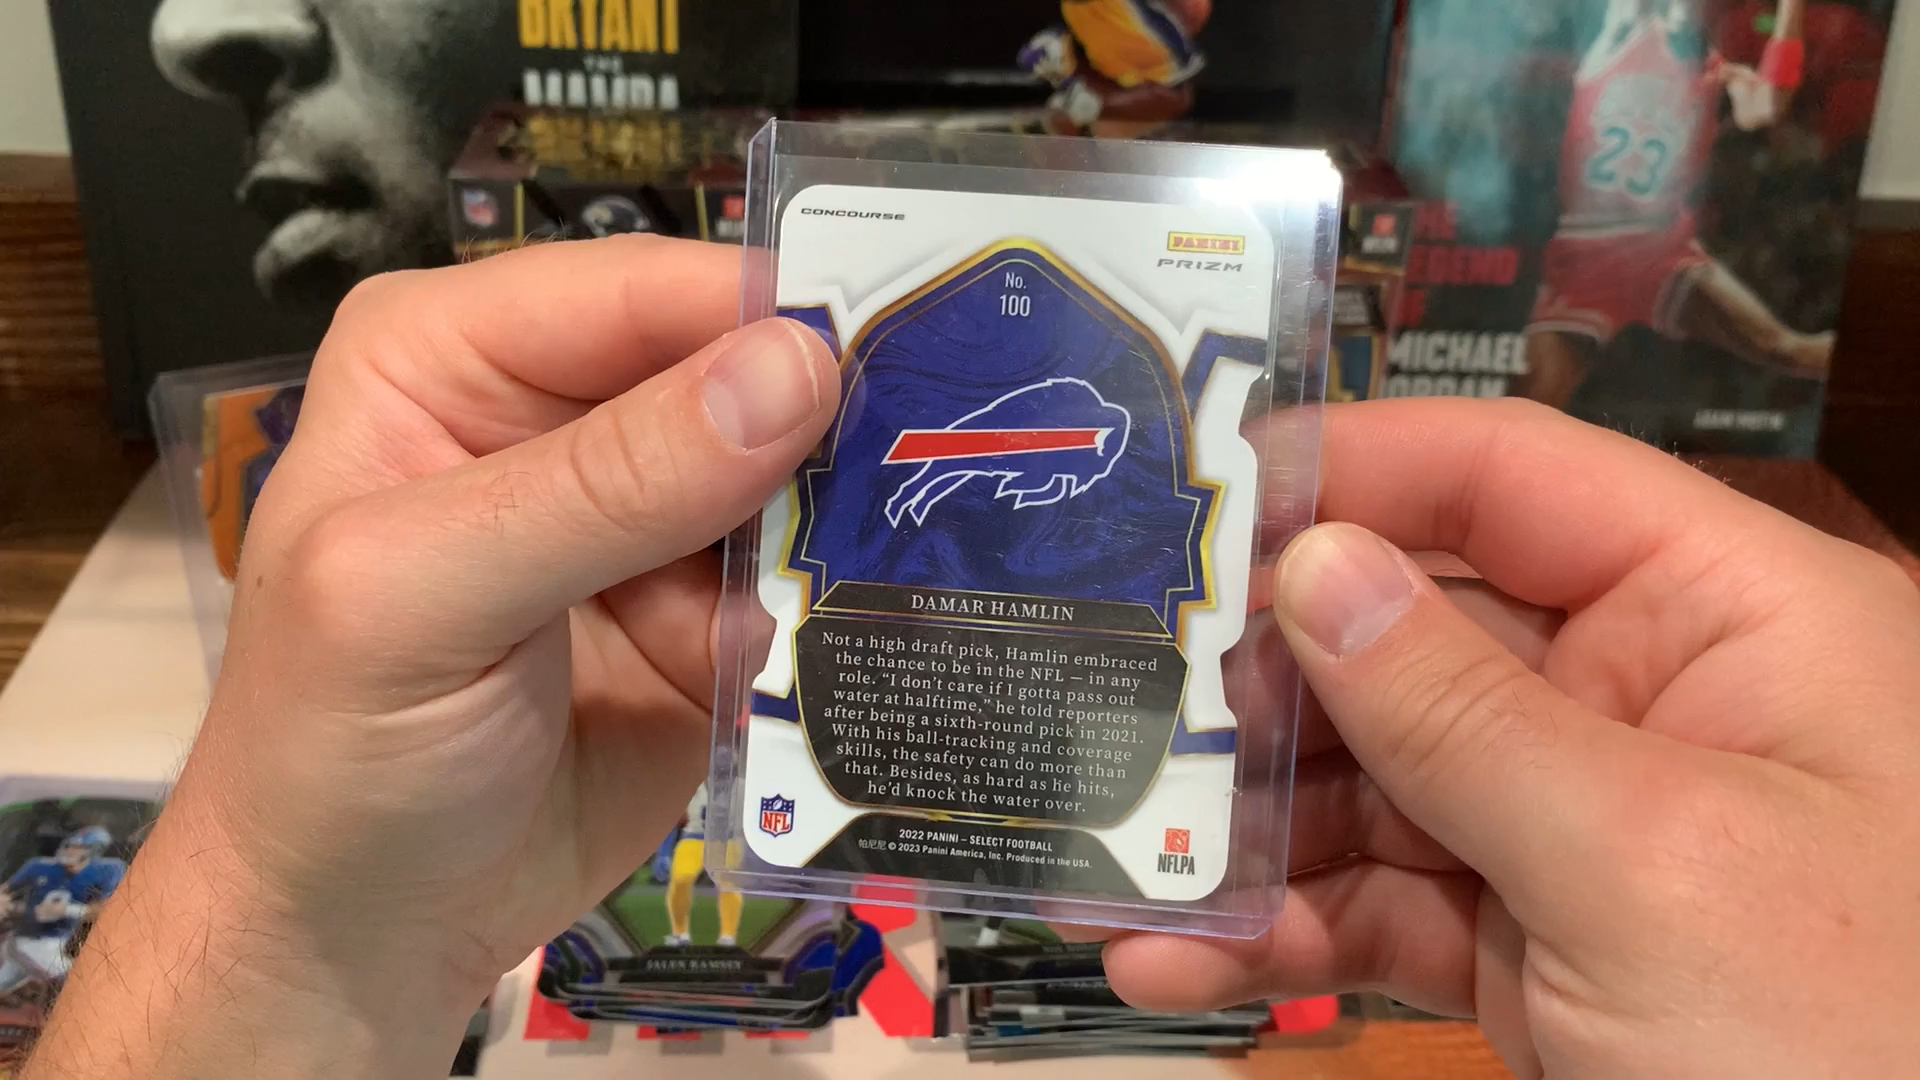 BRYANT
THE
MAMBA
23
MICHAEL
JORDAN
CONCOURSE
PANINI
PRIZM
No.
100
DAMAR HAMLIN
Not a high draft pick, Hamlin embraced
the chance to be in the NFL — in any
role. “I don’t care if I gotta pass out
water at halftime,” he told reporters
after being a sixth-round pick in 2021.
With his ball-tracking and coverage
skills, the safety can do more than
that. Besides, as hard as he hits,
he’d knock the water over.
NFL
2022 PANINI – SELECT FOOTBALL
帕尼尼 © 2023 Panini America, Inc. Produced in the USA.
NFLPA
JALEN RAMSEY